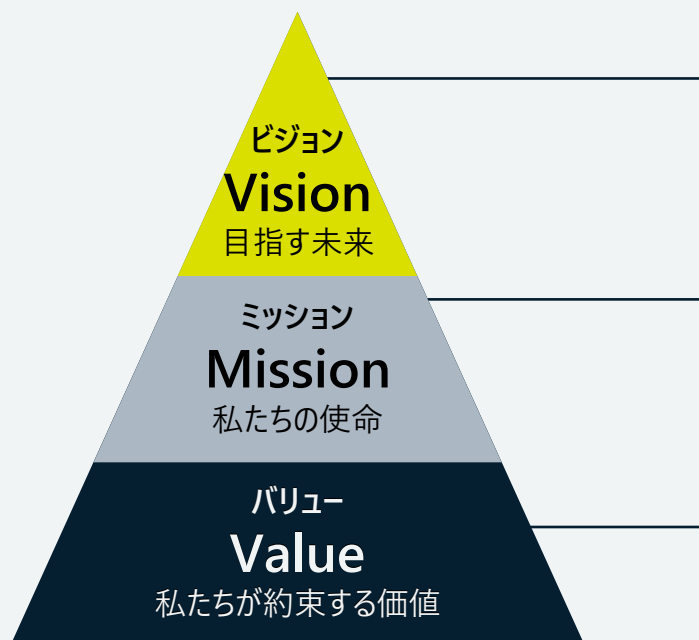 ビジョン
Vision
目指す未来
ミッション
Mission
私たちの使命
バリュー
Value
私たちが約束する価値